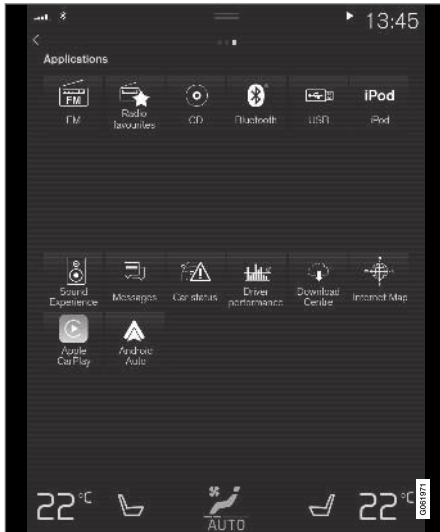 13:45
Applications
FM
iPod
FM
Radio
favourites
CD
Bluetooth
USB
iPod
Sound
Experience
Messages
Car status
Driver
performance
Download
Centre
Internet Map
Apple
CarPlay
Android
Auto
22°C
AUTO
22°C
G061971